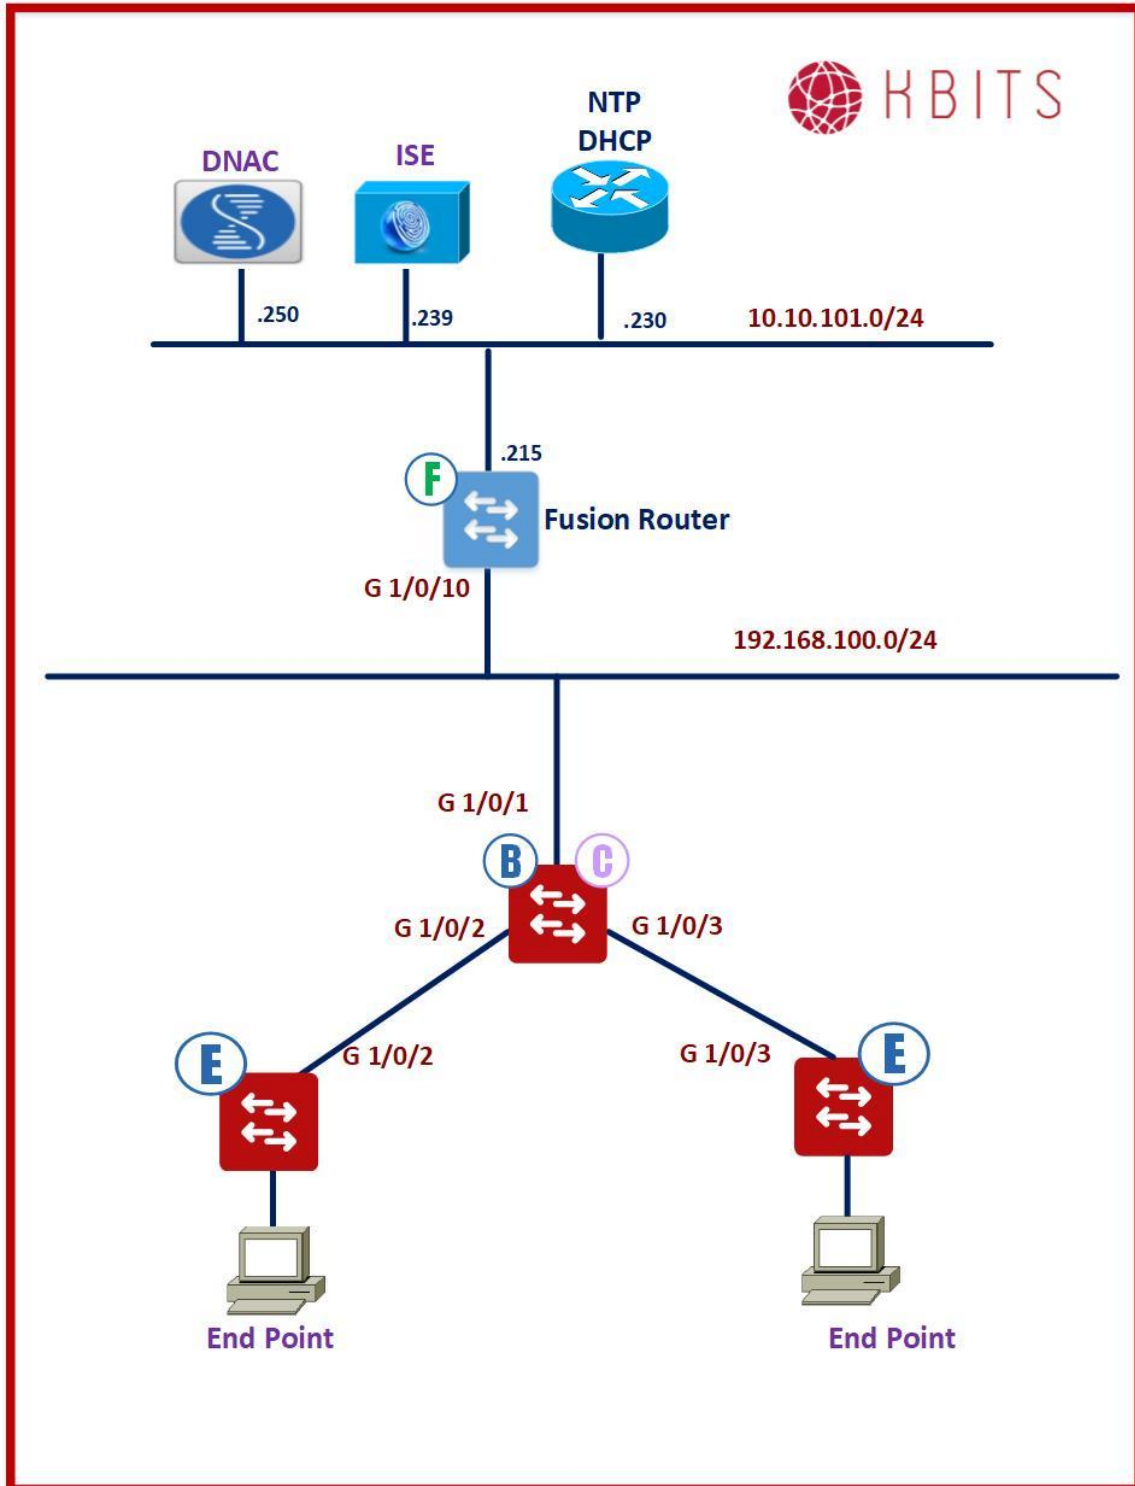 KBITS
NTP
DHCP
DNAC
ISE
.250
.239
.230
10.10.101.0/24
.215
F
Fusion Router
G 1/0/10
192.168.100.0/24
G 1/0/1
B
C
G 1/0/2
G 1/0/3
E
G 1/0/2
G 1/0/3
E
End Point
End Point